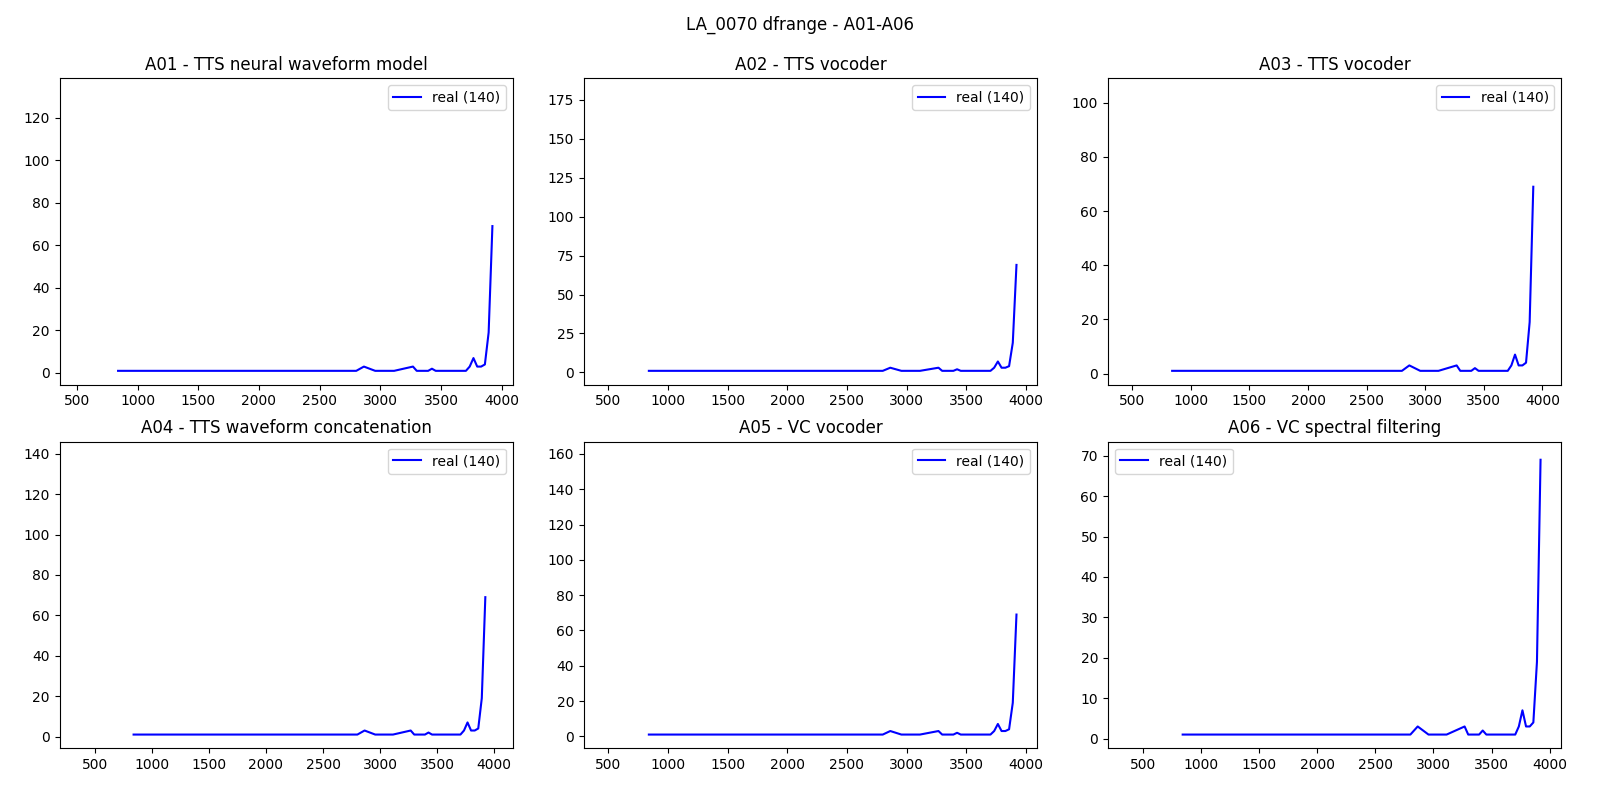 LA_0070 dfrange - A01-A06
A01 - TTS neural waveform model
real (140)
120
100
80
60
40
20
0
500 1000 1500 2000 2500 3000 3500 4000
A02 - TTS vocoder
real (140)
175
150
125
100
75
50
25
0
500 1000 1500 2000 2500 3000 3500 4000
A03 - TTS vocoder
real (140)
100
80
60
40
20
0
500 1000 1500 2000 2500 3000 3500 4000
A04 - TTS waveform concatenation
real (140)
140
120
100
80
60
40
20
0
500 1000 1500 2000 2500 3000 3500 4000
A05 - VC vocoder
real (140)
160
140
120
100
80
60
40
20
0
500 1000 1500 2000 2500 3000 3500 4000
A06 - VC spectral filtering
real (140)
70
60
50
40
30
20
10
0
500 1000 1500 2000 2500 3000 3500 4000